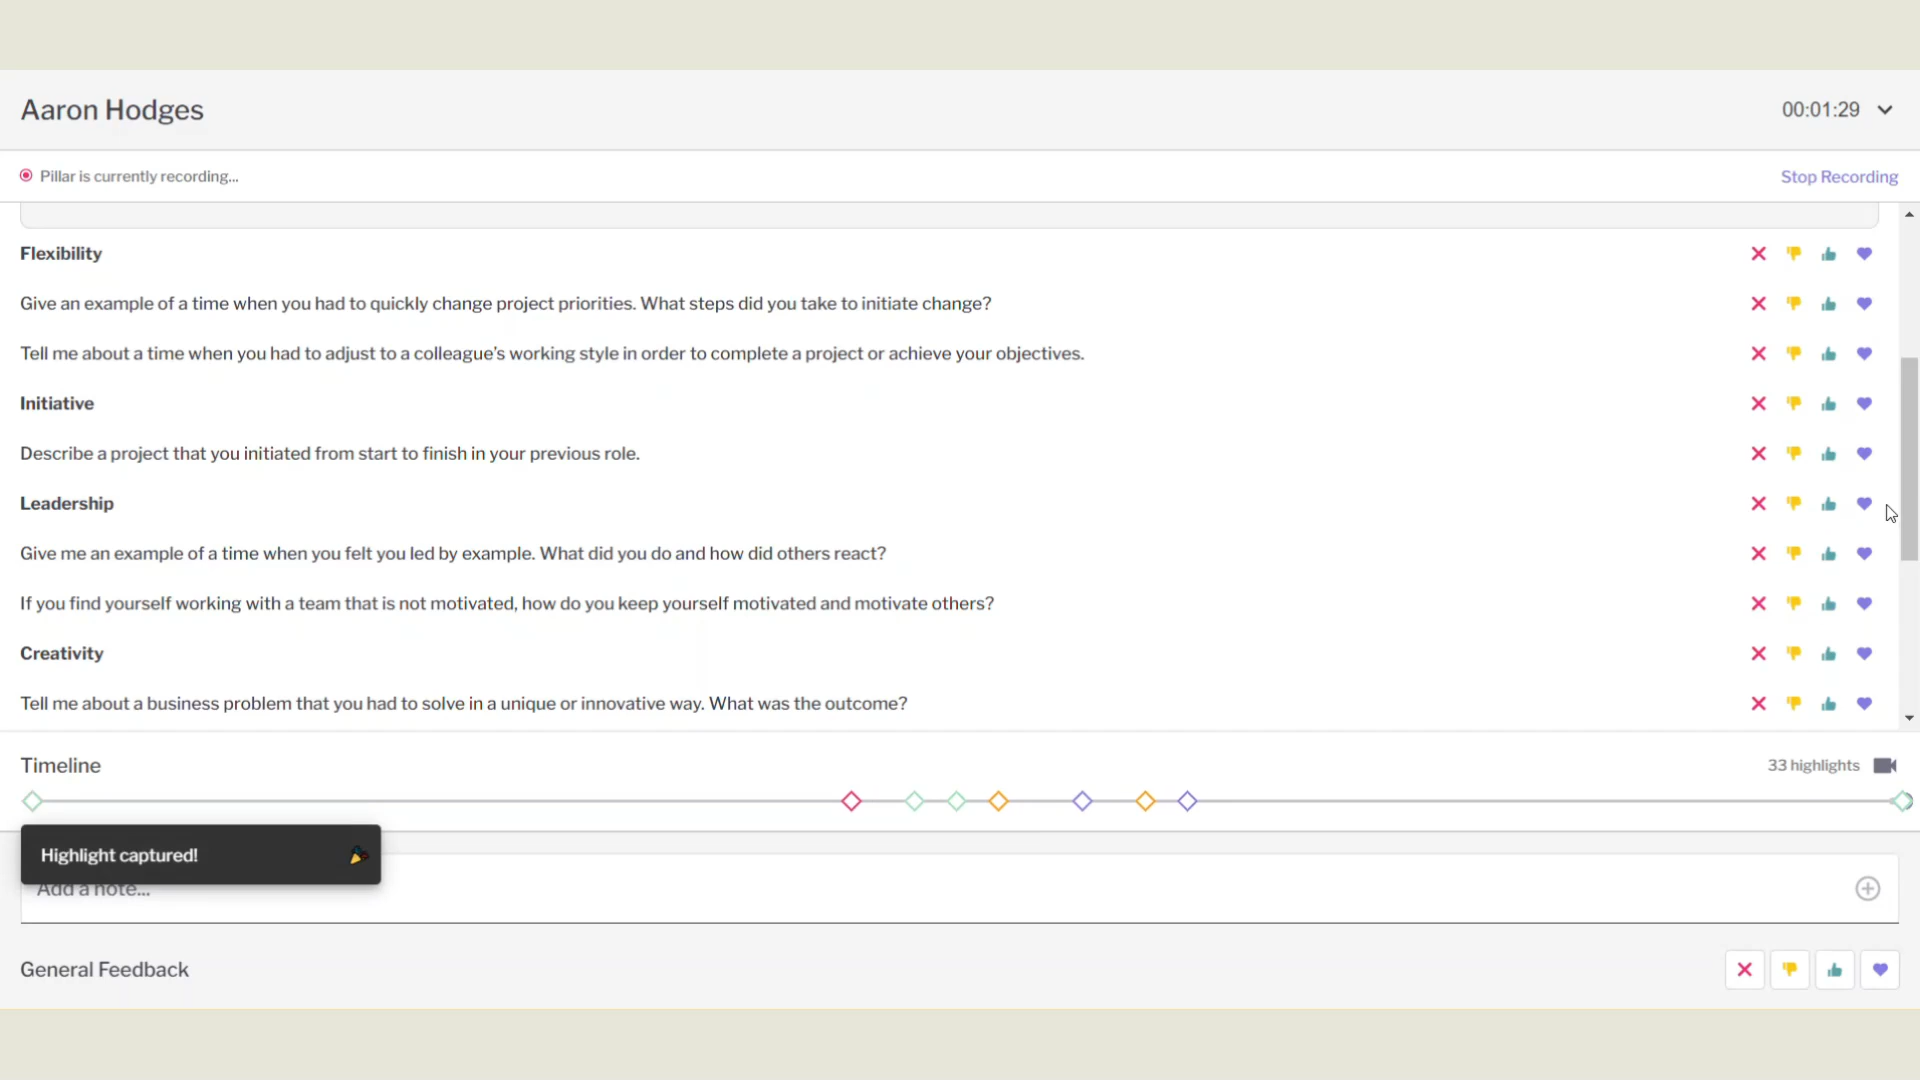 Aaron Hodges
00:01:29
Pillar is currently recording...
Stop Recording
Flexibility
Give an example of a time when you had to quickly change project priorities. What steps did you take to initiate change?
Tell me about a time when you had to adjust to a colleague's working style in order to complete a project or achieve your objectives.
Initiative
Describe a project that you initiated from start to finish in your previous role.
Leadership
Give me an example of a time when you felt you led by example. What did you do and how did others react?
If you find yourself working with a team that is not motivated, how do you keep yourself motivated and motivate others?
Creativity
Tell me about a business problem that you had to solve in a unique or innovative way. What was the outcome?
Timeline
33 highlights
Highlight captured!
Add a note...
General Feedback